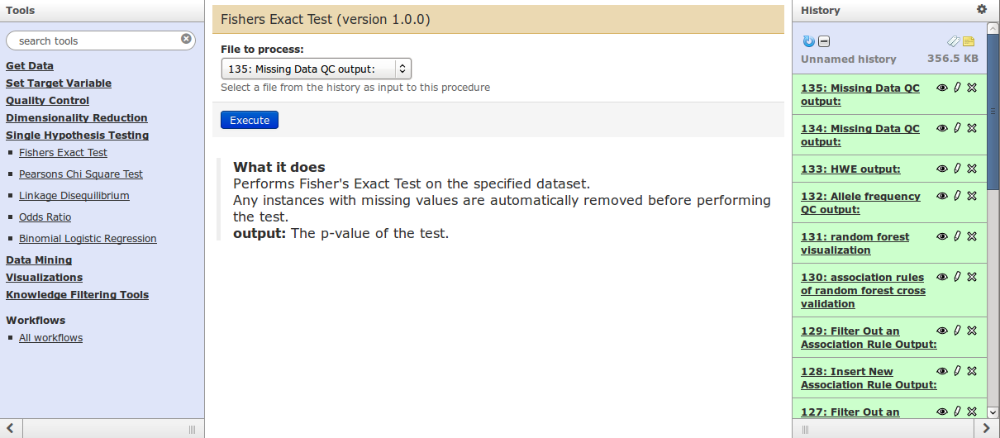 Tools
search tools
Get Data
Set Target Variable
Quality Control
Dimensionality Reduction
Single Hypothesis Testing
Fishers Exact Test
Pearsons Chi Square Test
Linkage Disequilibrium
Odds Ratio
Binomial Logistic Regression
Data Mining
Visualizations
Knowledge Filtering Tools
Workflows
All workflows
Fishers Exact Test (version 1.0.0)
File to process:
135: Missing Data QC output:
Select a file from the history as input to this procedure
Execute
What it does
Performs Fisher's Exact Test on the specified dataset.
Any instances with missing values are automatically removed before performing
the test.
output: The p-value of the test.
History
Unnamed history 356.5 KB
135: Missing Data QC
output:
134: Missing Data QC
output:
133: HWE output:
132: Allele frequency
QC output:
131: random forest
visualization
130: association rules
of random forest cross
validation
129: Filter Out an
Association Rule Output:
128: Insert New
Association Rule Output:
127: Filter Out an